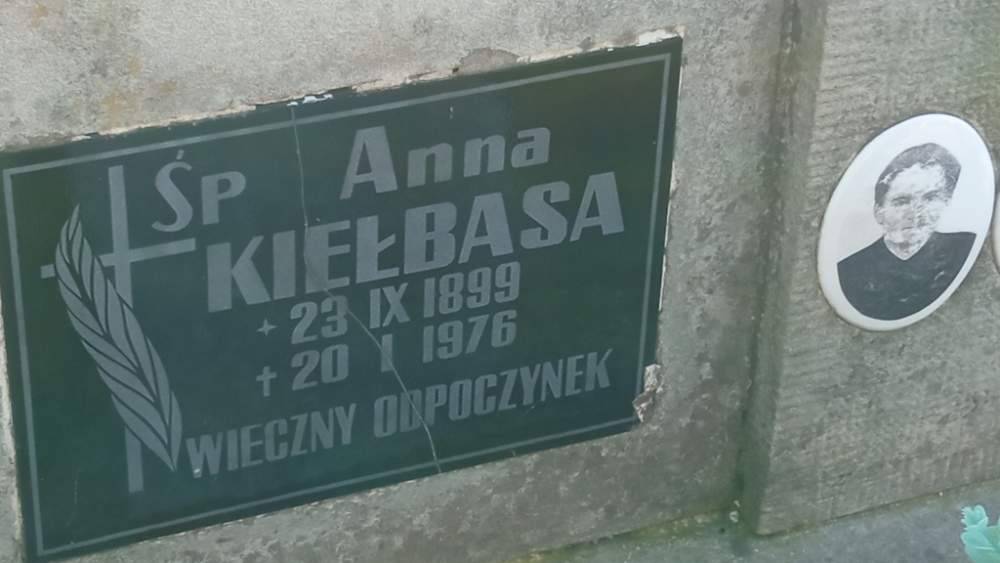 ŚP Anna
KIEŁBASA
23 IX 1899
✝ 20 I 1976
WIECZNY ODPOCZYNEK